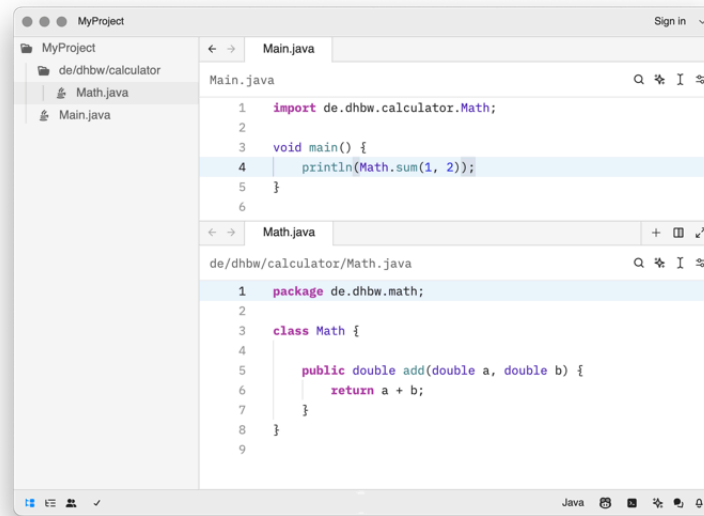 MyProject
Sign in
MyProject
de/dhbw/calculator
Math.java
Main.java
Main.java
Main.java
1 import de.dhbw.calculator.Math;
2
3 void main() {
4 println(Math.sum(1, 2));
5 }
6
Math.java
de/dhbw/calculator/Math.java
1 package de.dhbw.math;
2
3 class Math {
4
5 public double add(double a, double b) {
6 return a + b;
7 }
8 }
9
Java